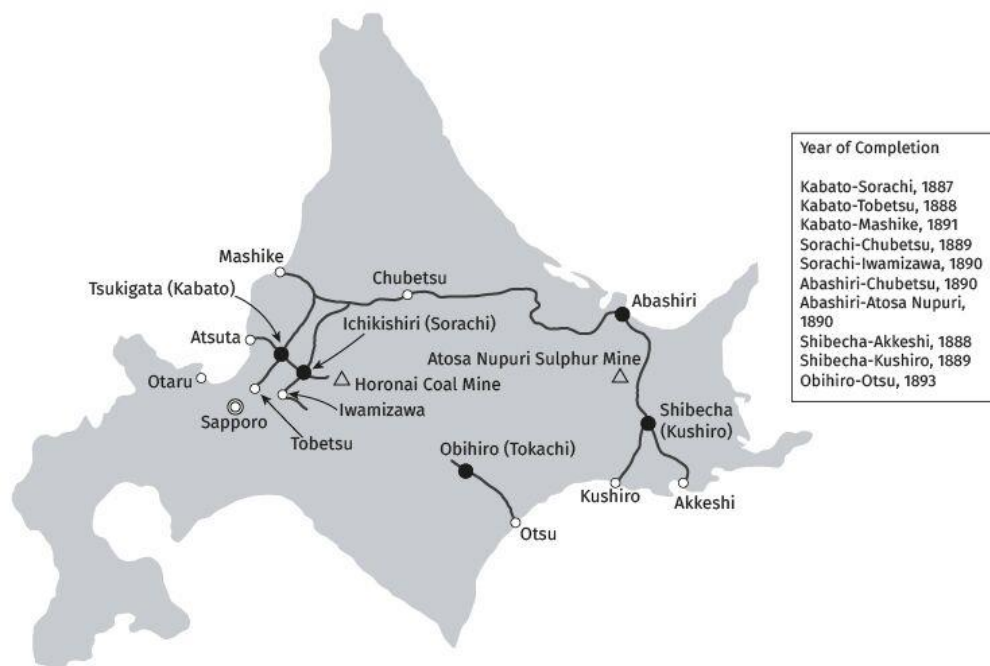 Mashike
Tsukigata (Kabato)
Chubetsu
Abashiri
Atsuta
Ichikishiri (Sorachi)
Otaru
Atosa Nupuri Sulphur Mine
Horonai Coal Mine
Iwamizawa
Sapporo
Tobetsu
Shibecha
(Kushiro)
Obihiro (Tokachi)
Kushiro
Akkeshi
Otsu
Year of Completion
Kabato-Sorachi, 1887
Kabato-Tobetsu, 1888
Kabato-Mashike, 1891
Sorachi-Chubetsu, 1889
Sorachi-Iwamizawa, 1890
Abashiri-Chubetsu, 1890
Abashiri-Atosa Nupuri,
1890
Shibecha-Akkeshi, 1888
Shibecha-Kushiro, 1889
Obihiro-Otsu, 1893